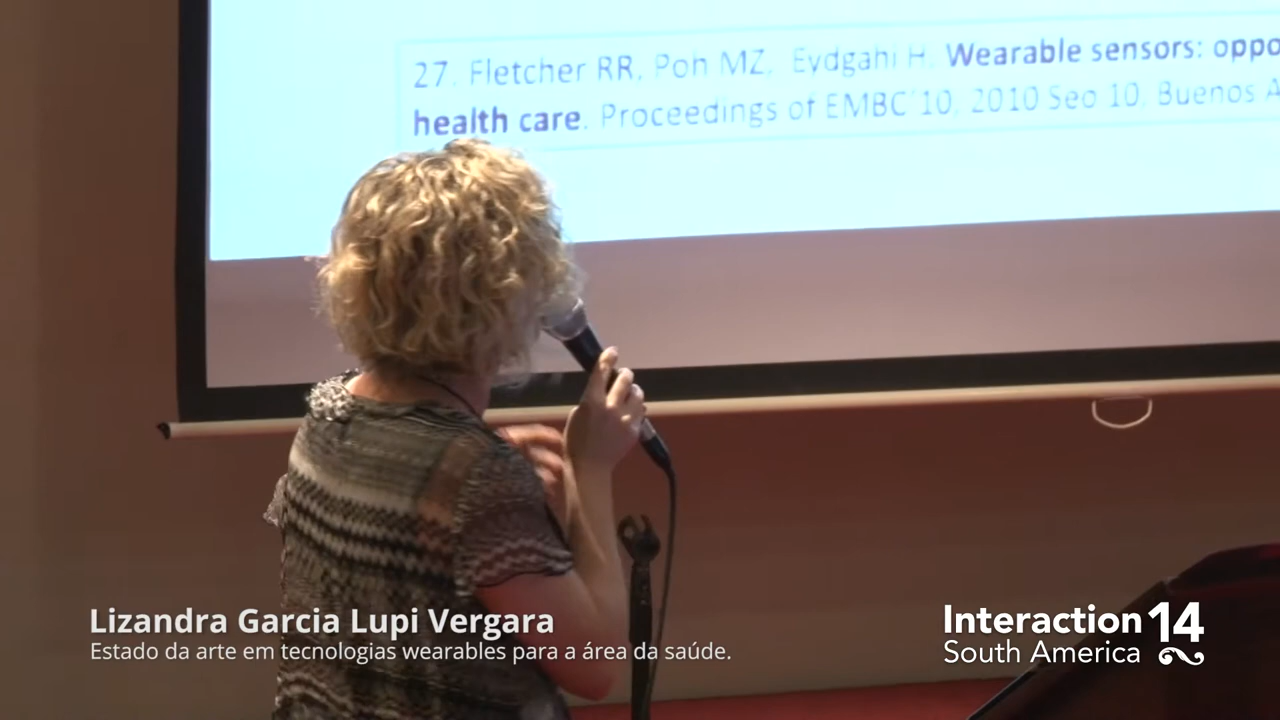 27. Fletcher RR, Poh MZ, Eydgahi H. Wearable sensors: oppo
health care. Proceedings of EMBC'10, 2010 Sep 10, Buenos A
Lizandra Garcia Lupi Vergara
Estado da arte em tecnologias wearables para a área da saúde.
Interaction 14
South America